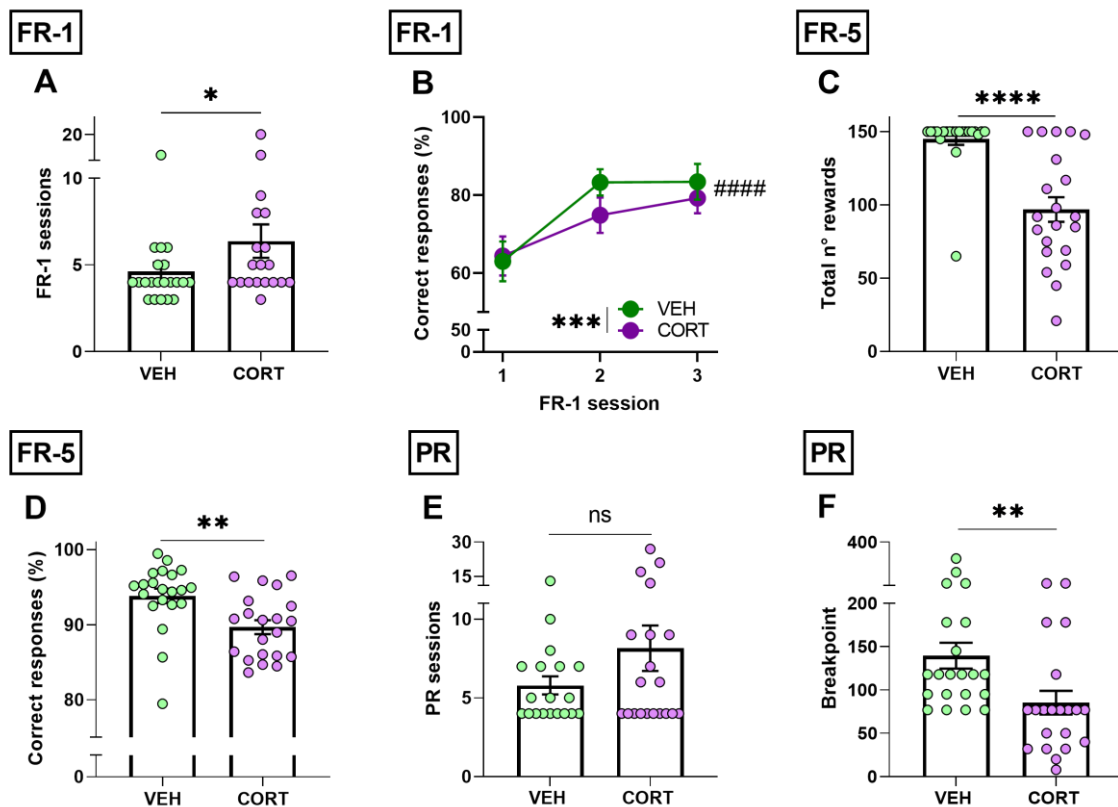 FR-1
FR-1
FR-5
A
*
FR-1 sessions
20
10
5
0
VEH
CORT
B
Correct responses (%)
100
80
60
50
0
####
***
VEH
CORT
1
2
3
FR-1 session
C
****
Total n° rewards
150
100
50
0
VEH
CORT
FR-5
PR
PR
D
**
Correct responses (%)
100
90
80
0
VEH
CORT
E
ns
PR sessions
30
15
10
5
0
VEH
CORT
F
**
Breakpoint
400
200
150
100
50
0
VEH
CORT